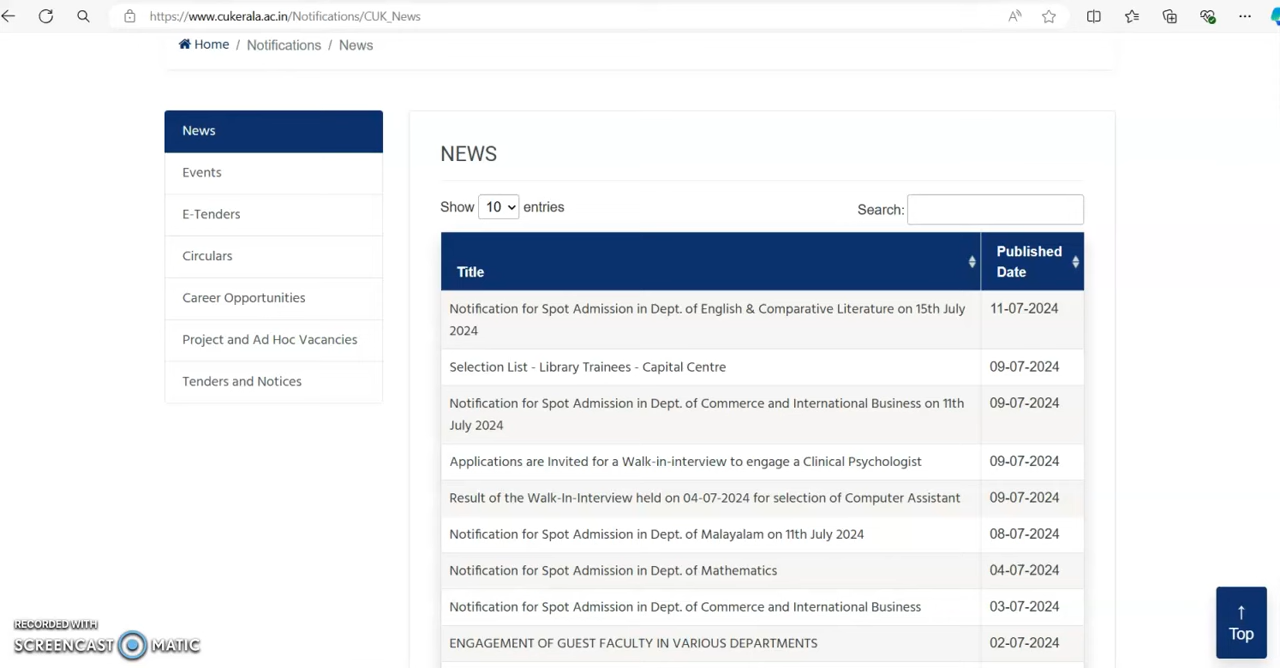 https://www.cukerala.ac.in/Notifications/CUK_News
Home / Notifications / News
News
Events
E-Tenders
Circulars
Career Opportunities
Project and Ad Hoc Vacancies
Tenders and Notices
NEWS
Show 10 entries
Search:
Title
Published
Date
Notification for Spot Admission in Dept. of English & Comparative Literature on 15th July
2024
11-07-2024
Selection List - Library Trainees - Capital Centre
09-07-2024
Notification for Spot Admission in Dept. of Commerce and International Business on 11th
July 2024
09-07-2024
Applications are Invited for a Walk-in-interview to engage a Clinical Psychologist
09-07-2024
Result of the Walk-In-Interview held on 04-07-2024 for selection of Computer Assistant
09-07-2024
Notification for Spot Admission in Dept. of Malayalam on 11th July 2024
08-07-2024
Notification for Spot Admission in Dept. of Mathematics
04-07-2024
Notification for Spot Admission in Dept. of Commerce and International Business
03-07-2024
ENGAGEMENT OF GUEST FACULTY IN VARIOUS DEPARTMENTS
02-07-2024
↑
Top
RECORDED WITH
SCREENCAST MATIC